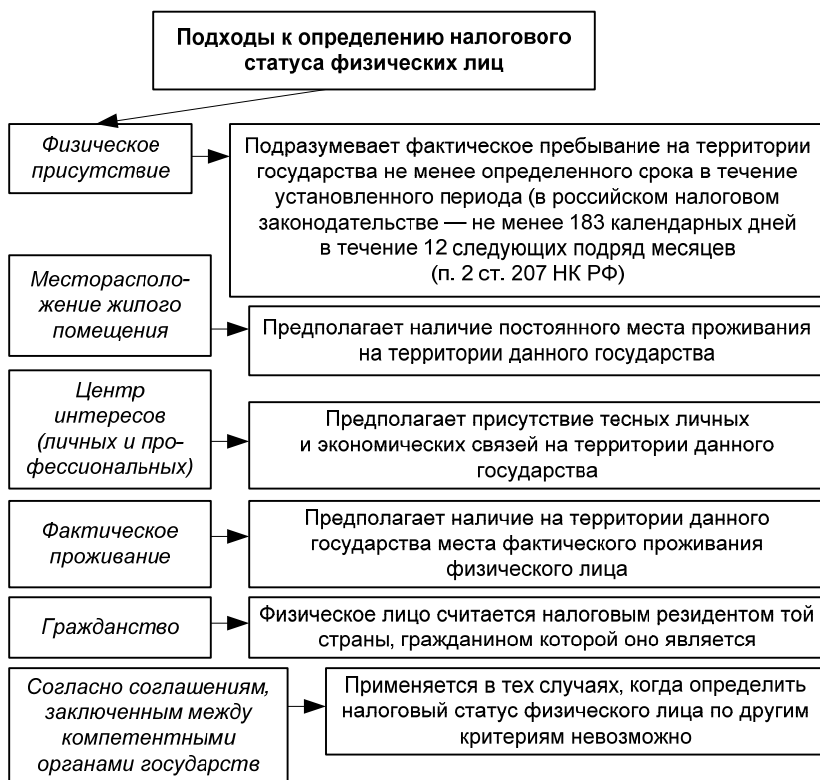 Подходы к определению налогового
статуса физических лиц
Физическое
присутствие
Подразумевает фактическое пребывание на территории
государства не менее определенного срока в течение
установленного периода (в российском налоговом
законодательстве — не менее 183 календарных дней
в течение 12 следующих подряд месяцев
(п. 2 ст. 207 НК РФ)
Месторасполо-
жение жилого
помещения
Предполагает наличие постоянного места проживания
на территории данного государства
Центр
интересов
(личных и про-
фессиональных)
Предполагает присутствие тесных личных
и экономических связей на территории данного
государства
Фактическое
проживание
Предполагает наличие на территории данного
государства места фактического проживания
физического лица
Гражданство
Физическое лицо считается налоговым резидентом той
страны, гражданином которой оно является
Согласно соглашениям,
заключенным между
компетентными
органами государств
Применяется в тех случаях, когда определить
налоговый статус физического лица по другим
критериям невозможно